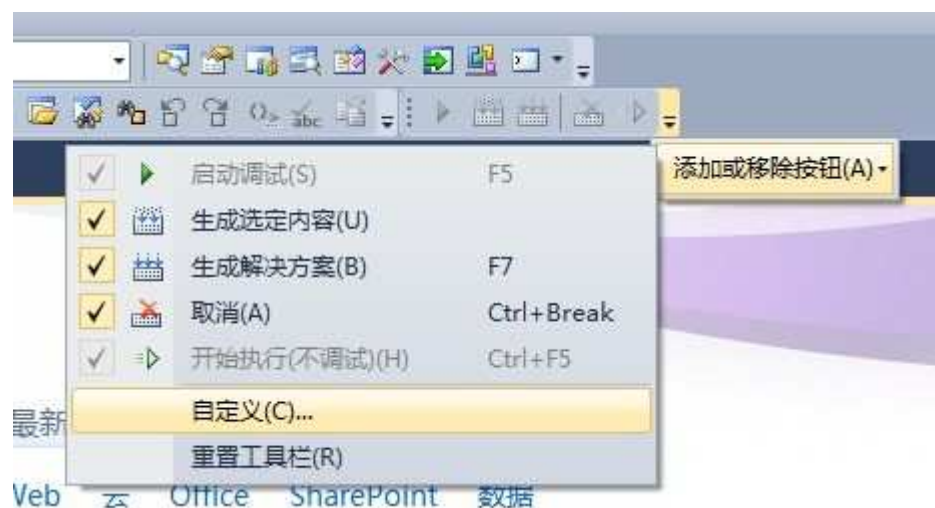 添加或移除按钮(A)
启动调试(S) F5
生成选定内容(U)
生成解决方案(B) F7
取消(A) Ctrl+Break
开始执行(不调试)(H) Ctrl+F5
自定义(C)...
重置工具栏(R)
最新
Web 云 Office SharePoint 数据